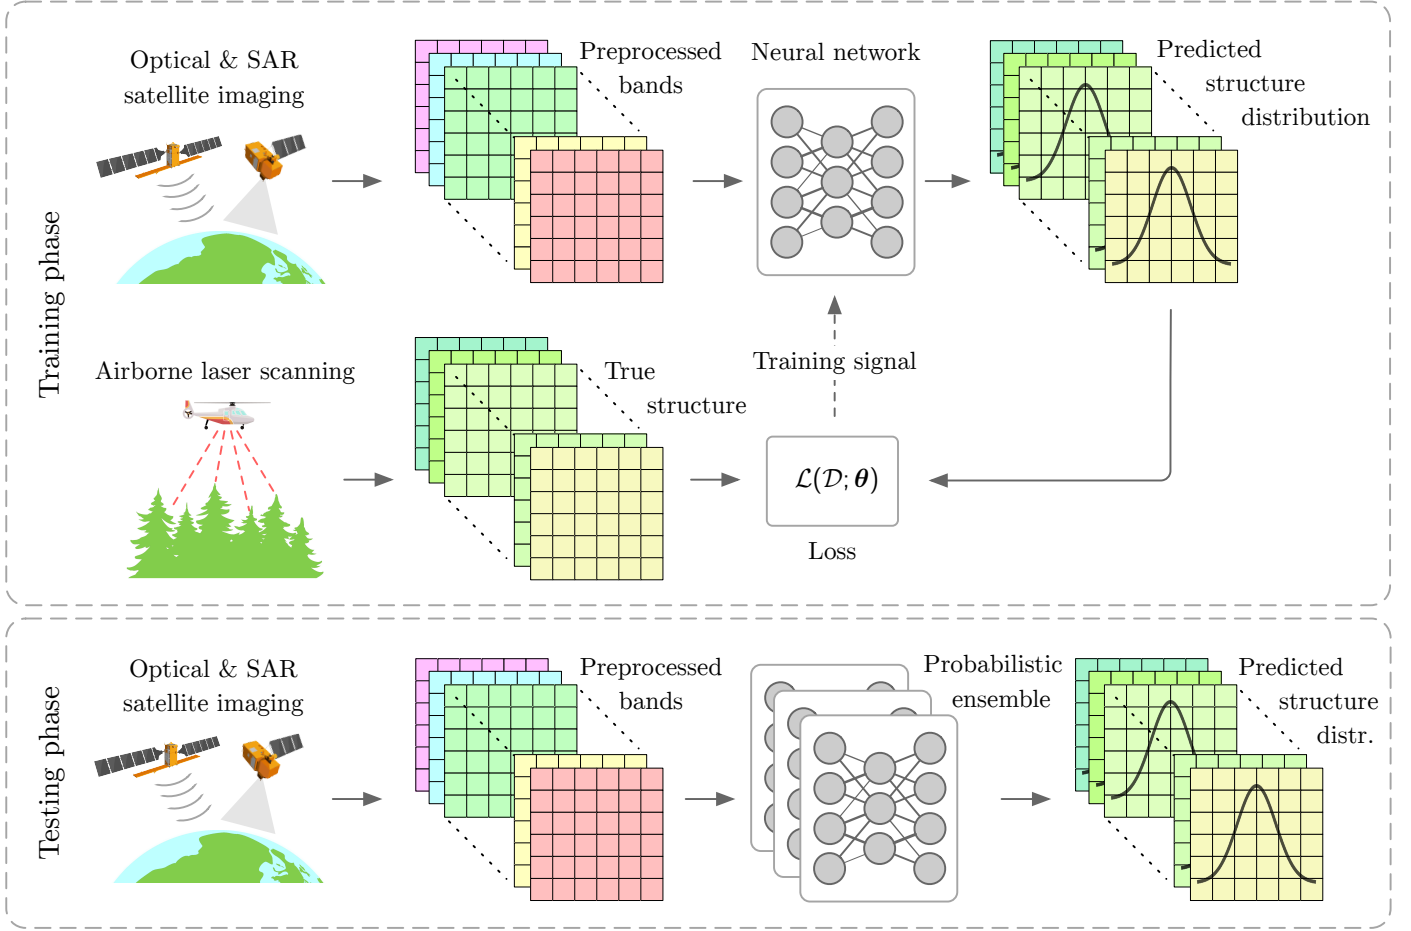 Training phase
Optical & SAR
satellite imaging
Preprocessed
bands
Neural network
Predicted
structure
distribution
Airborne laser scanning
True
structure
Training signal
ℒ(𝒟; θ)
Loss
Testing phase
Optical & SAR
satellite imaging
Preprocessed
bands
Probabilistic
ensemble
Predicted
structure
distr.